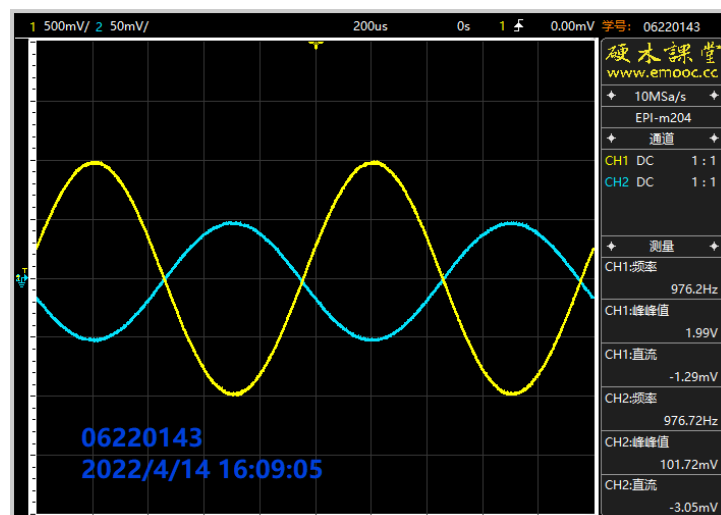 1 500mV/ 2 50mV/ 200us 0s 1 0.00mV 学号: 06220143
硬木課堂
www.emooc.cc
10MSa/s
EPI-m204
通道
CH1 DC 1 : 1
CH2 DC 1 : 1
测量
CH1:频率
976.2Hz
CH1:峰峰值
1.99V
CH1:直流
-1.29mV
CH2:频率
976.72Hz
CH2:峰峰值
101.72mV
CH2:直流
-3.05mV
06220143
2022/4/14 16:09:05